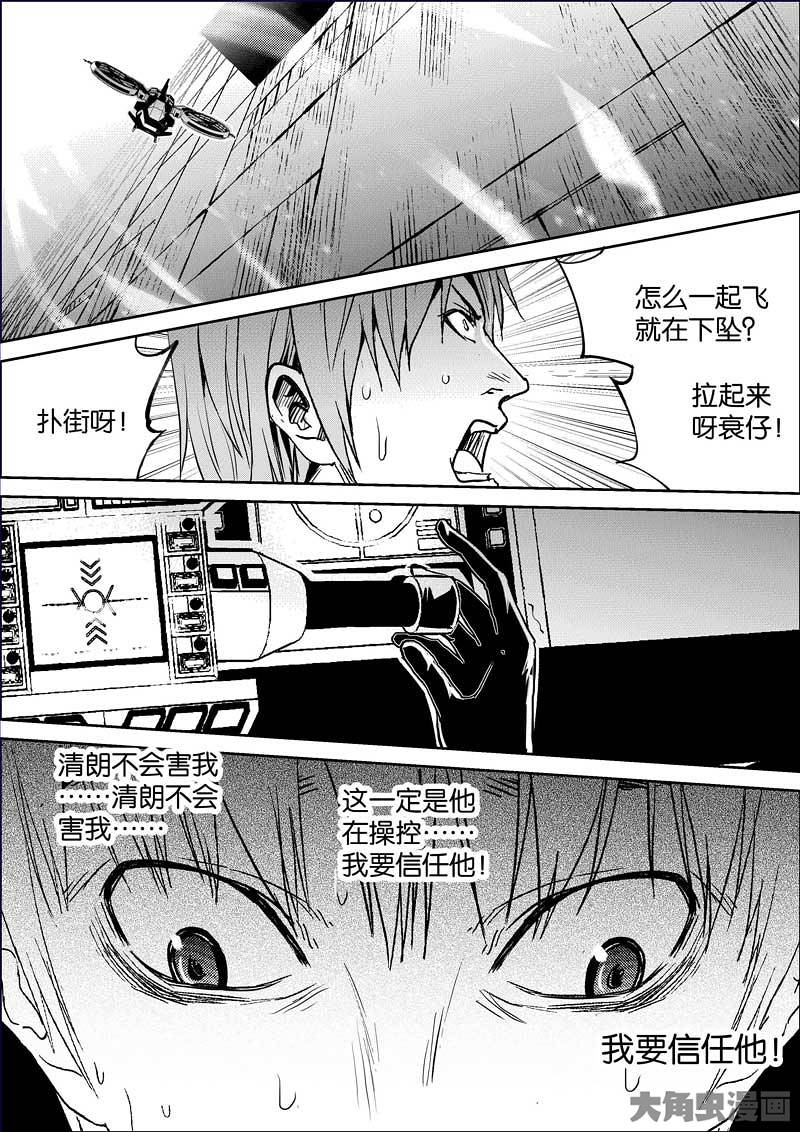 怎么一起飞
就在下坠?
拉起来
呀衰仔!
扑街呀!
这一定是他
在操控……
我要信任他!
清朗不会害我
……清朗不会
害我……
我要信任他!
大角虫漫画